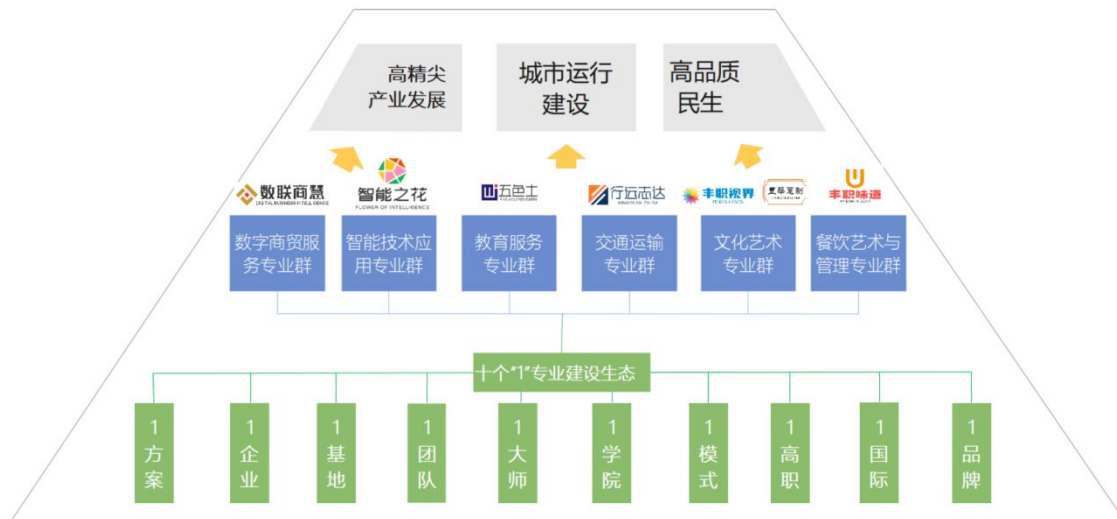 高精尖
产业发展
城市运行
建设
高品质
民生
数联商慧
DIGITAL BUSINESS INTELLIGENCE
智能之花
FLOWER OF INTELLIGENCE
五色土
行远志达
丰职视界
丰职味道
数字商贸服
务专业群
智能技术应
用专业群
教育服务
专业群
交通运输
专业群
文化艺术
专业群
餐饮艺术与
管理专业群
十个"1"专业建设生态
1
方
案
1
企
业
1
基
地
1
团
队
1
大
师
1
学
院
1
模
式
1
高
职
1
国
际
1
品
牌